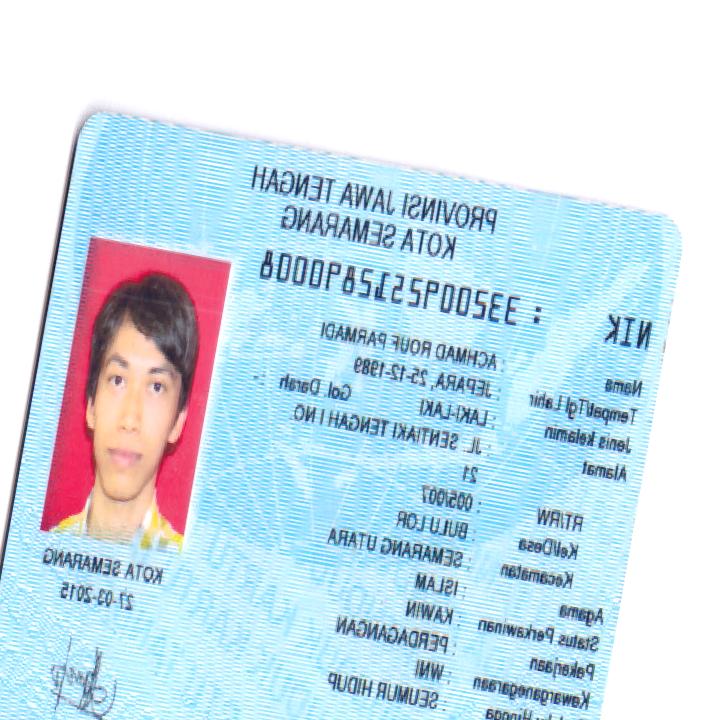 PROVINSI JAWA TENGAH
KOTA SEMARANG
NIK : 3320092512890008
Nama : ACHMAD ROUF PARMADI
Tempat/Tgl Lahir : JEPARA, 25-12-1989
Jenis kelamin : LAKI-LAKI Gol. Darah : -
Alamat : JL. SENTIAKI TENGAH I NO
21
RT/RW : 005/007
Kel/Desa : BULU LOR
Kecamatan : SEMARANG UTARA
Agama : ISLAM
Status Perkawinan : KAWIN
Pekerjaan : PERDAGANGAN
Kewarganegaraan : WNI
Hingga : SEUMUR HIDUP
KOTA SEMARANG
27-03-2015